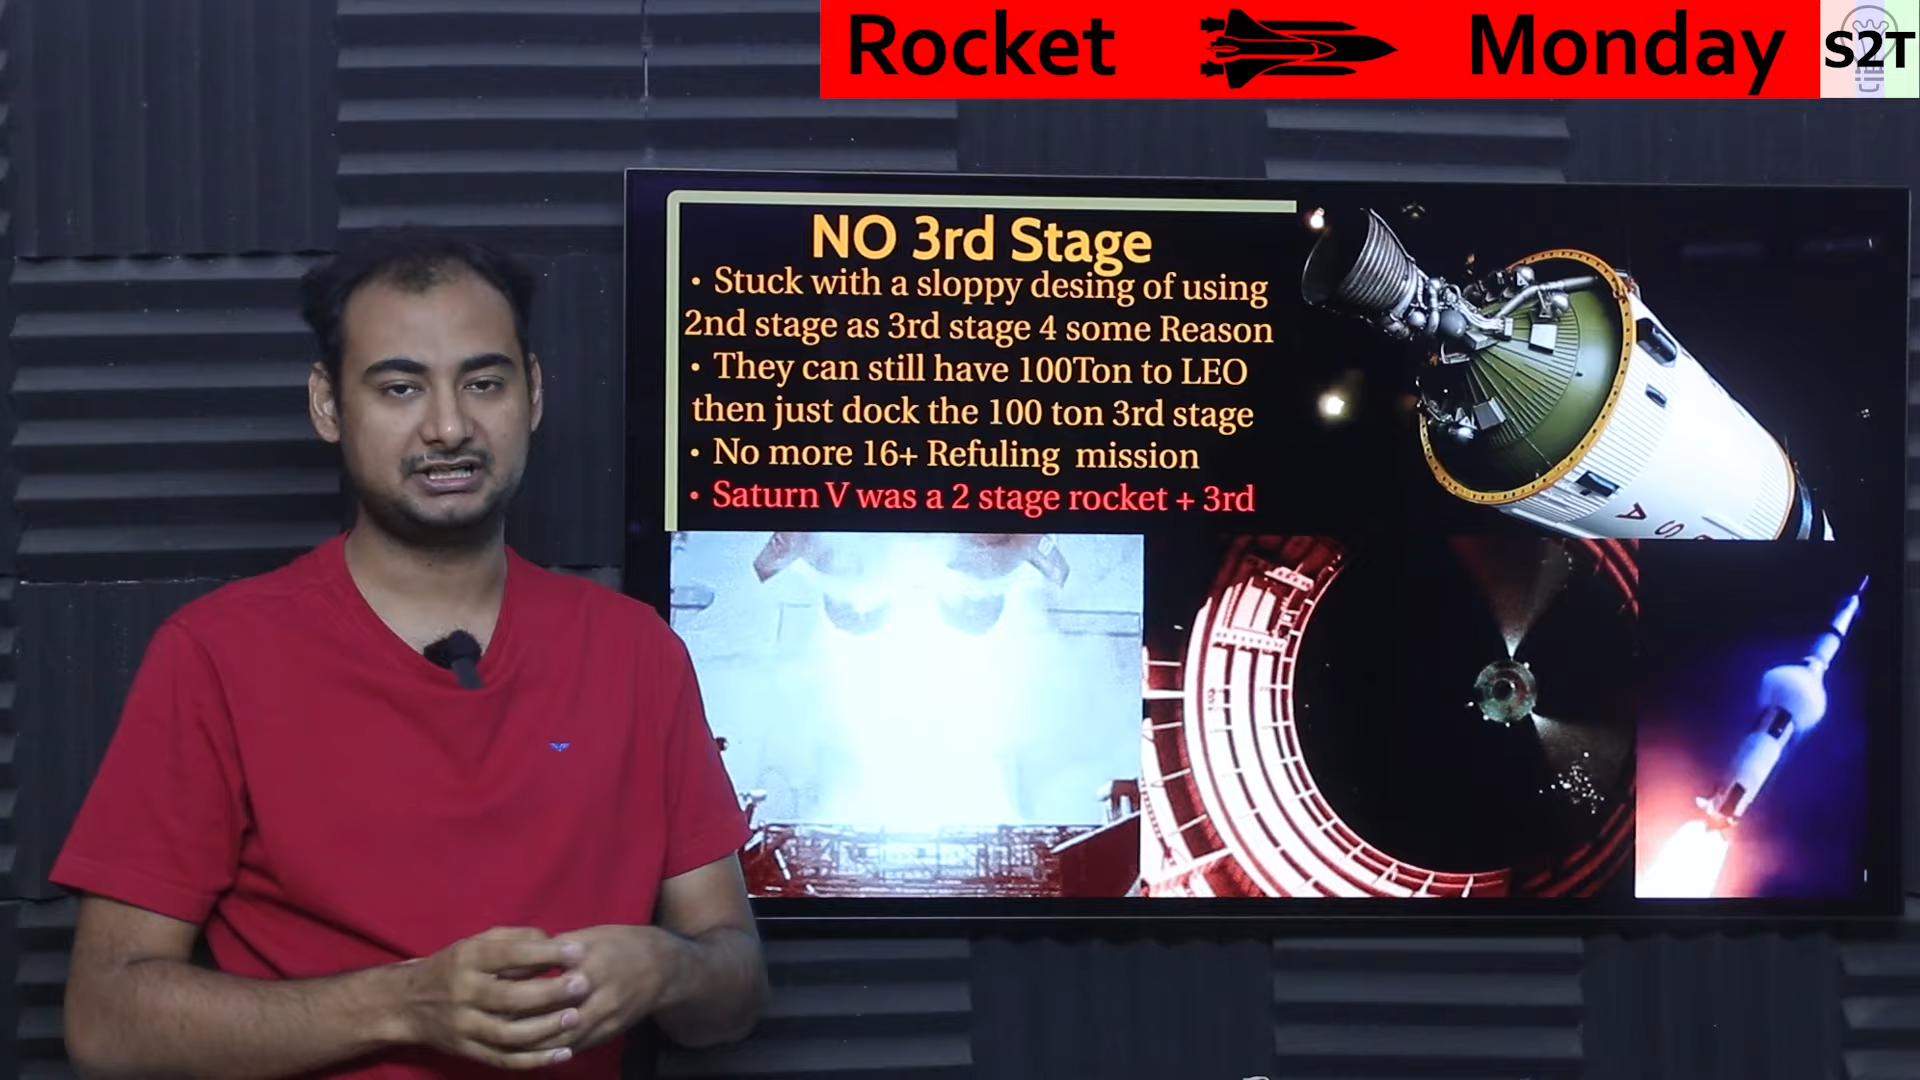 Rocket Monday
S2T
NO 3rd Stage
• Stuck with a sloppy desing of using
2nd stage as 3rd stage 4 some Reason
• They can still have 100Ton to LEO
then just dock the 100 ton 3rd stage
• No more 16+ Refuling mission
• Saturn V was a 2 stage rocket + 3rd